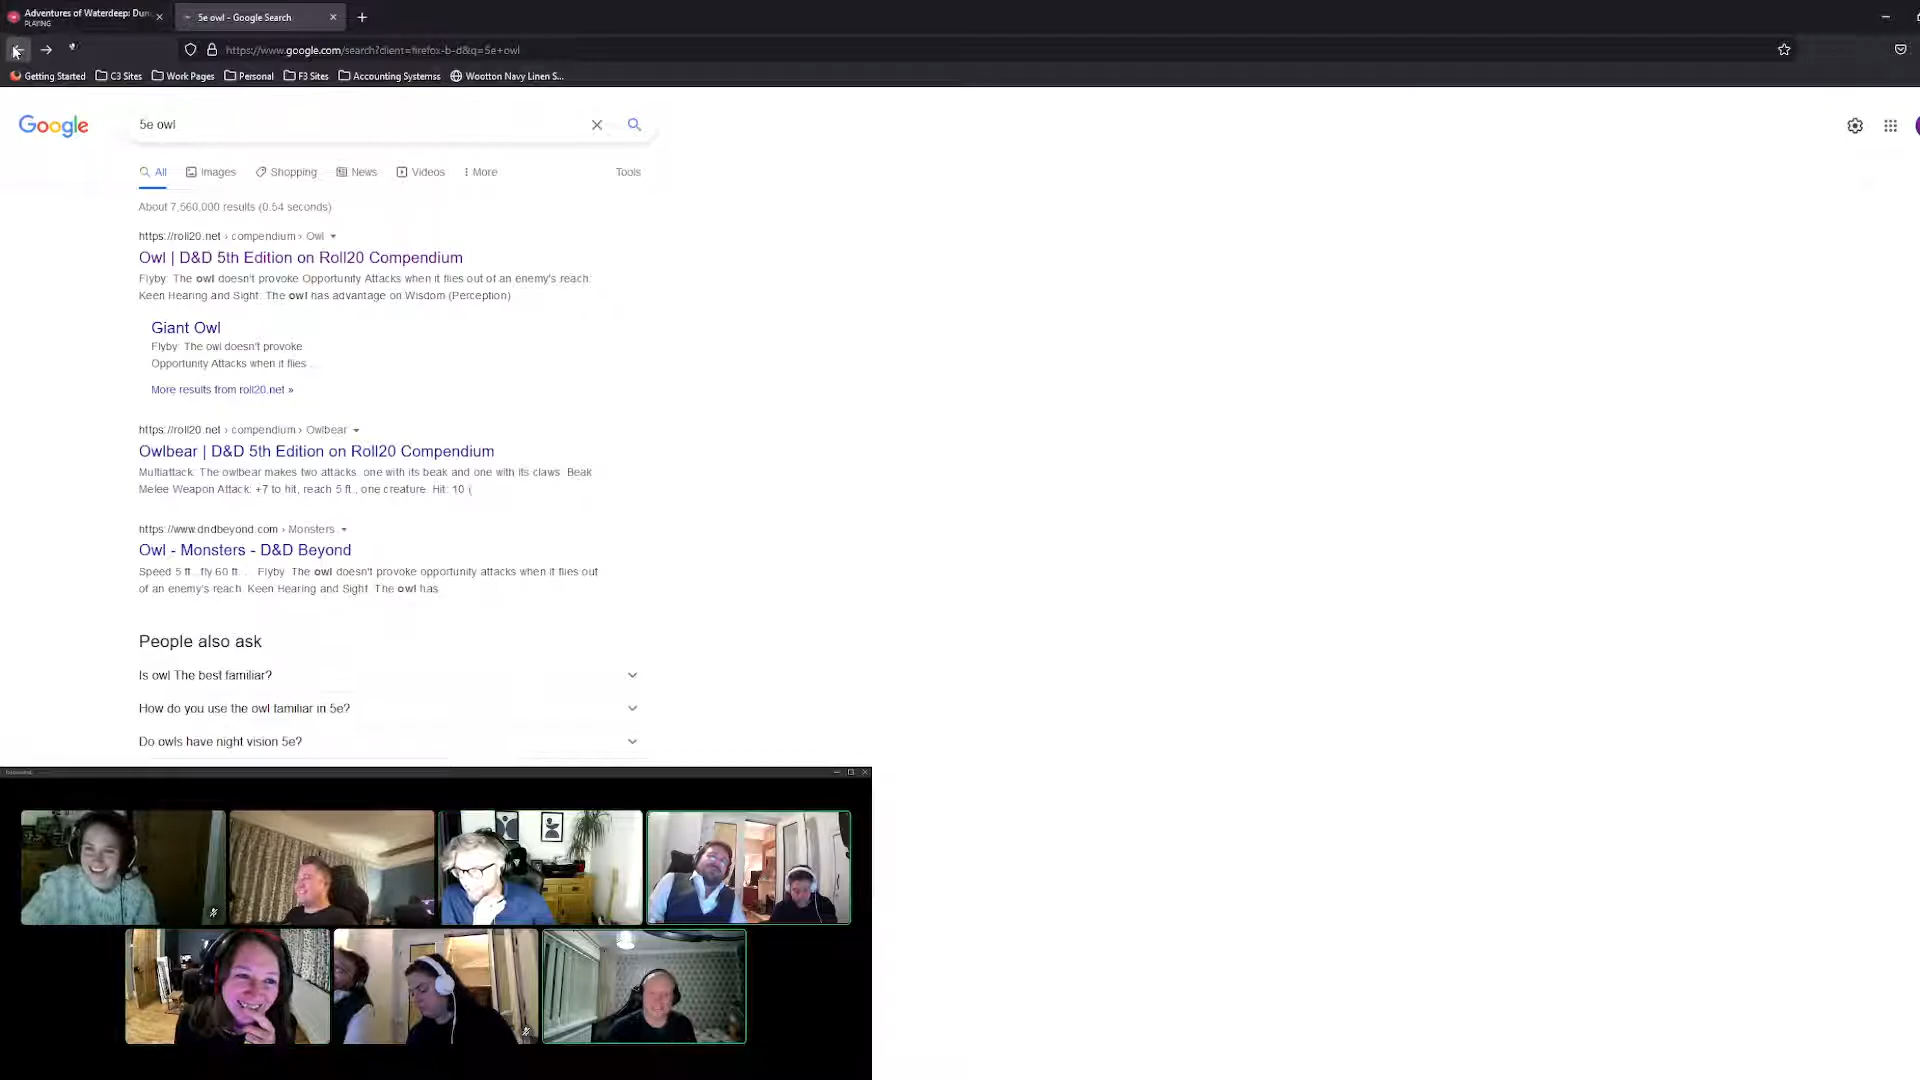 Adventures of Waterdeep: Dun
PLAYING
5e owl - Google Search
https://www.google.com/search?client=firefox-b-d&q=5e+owl
Getting Started
C3 Sites
Work Pages
Personal
F3 Sites
Accounting Systemss
Wootton Navy Linen S...
Google
5e owl
All
Images
Shopping
News
Videos
More
Tools
About 7,560,000 results (0.54 seconds)
https://roll20.net › compendium › Owl
Owl | D&D 5th Edition on Roll20 Compendium
Flyby: The owl doesn't provoke Opportunity Attacks when it flies out of an enemy's reach.
Keen Hearing and Sight: The owl has advantage on Wisdom (Perception)
Giant Owl
Flyby: The owl doesn't provoke
Opportunity Attacks when it flies ...
More results from roll20.net »
https://roll20.net › compendium › Owlbear
Owlbear | D&D 5th Edition on Roll20 Compendium
Multiattack: The owlbear makes two attacks: one with its beak and one with its claws. Beak
Melee Weapon Attack: +7 to hit, reach 5 ft., one creature. Hit: 10 (
https://www.dndbeyond.com › Monsters
Owl - Monsters - D&D Beyond
Speed 5 ft., fly 60 ft. ... Flyby. The owl doesn't provoke opportunity attacks when it flies out
of an enemy's reach. Keen Hearing and Sight. The owl has
People also ask
Is owl The best familiar?
How do you use the owl familiar in 5e?
Do owls have night vision 5e?